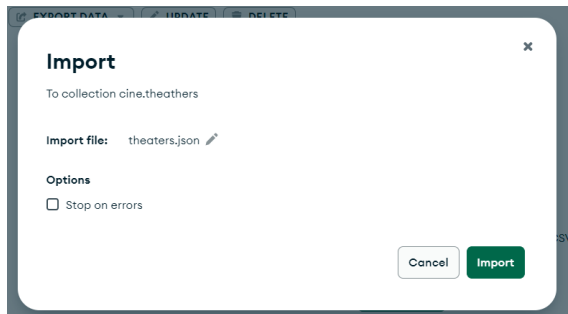 EXPORT DATA UPDATE DELETE
Import
To collection cine.theathers
Import file: theaters.json
Options
Stop on errors
Cancel Import